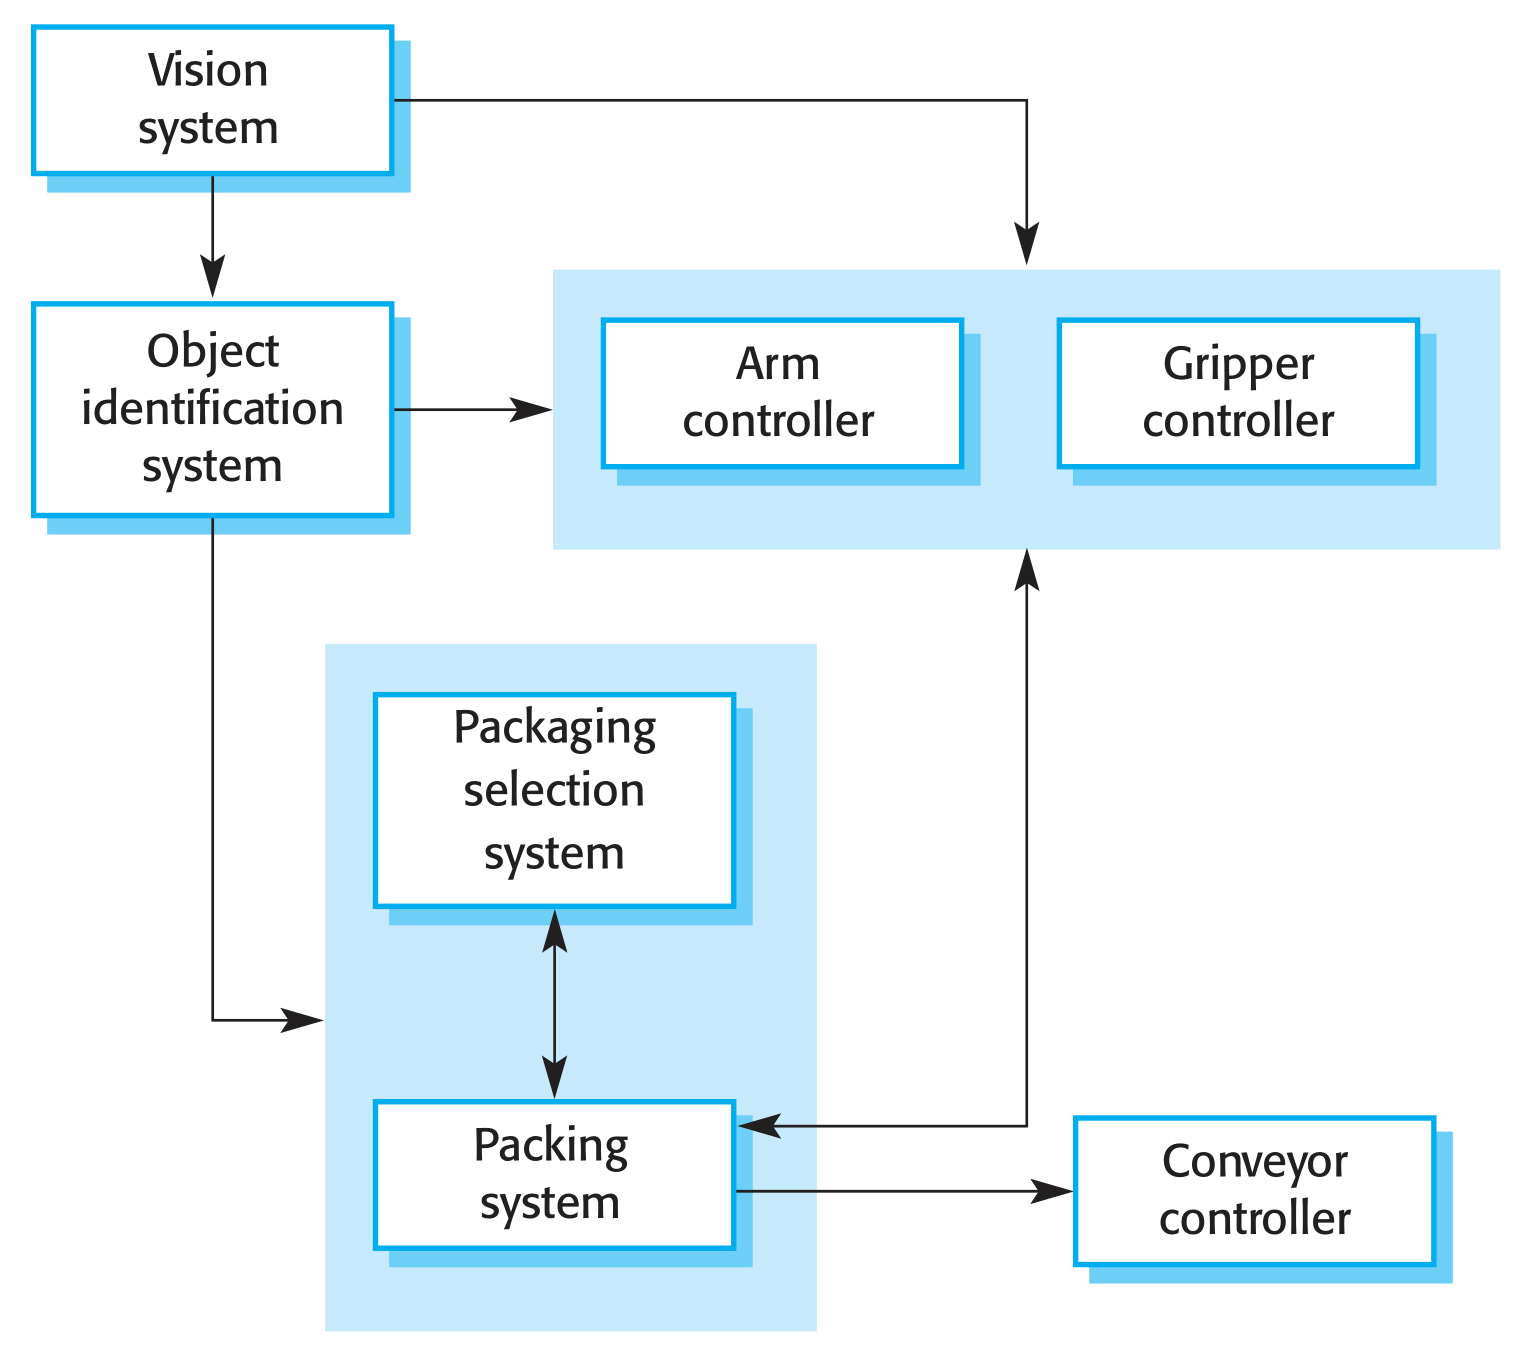 Vision
system
Object
identification
system
Arm
controller
Gripper
controller
Packaging
selection
system
Packing
system
Conveyor
controller